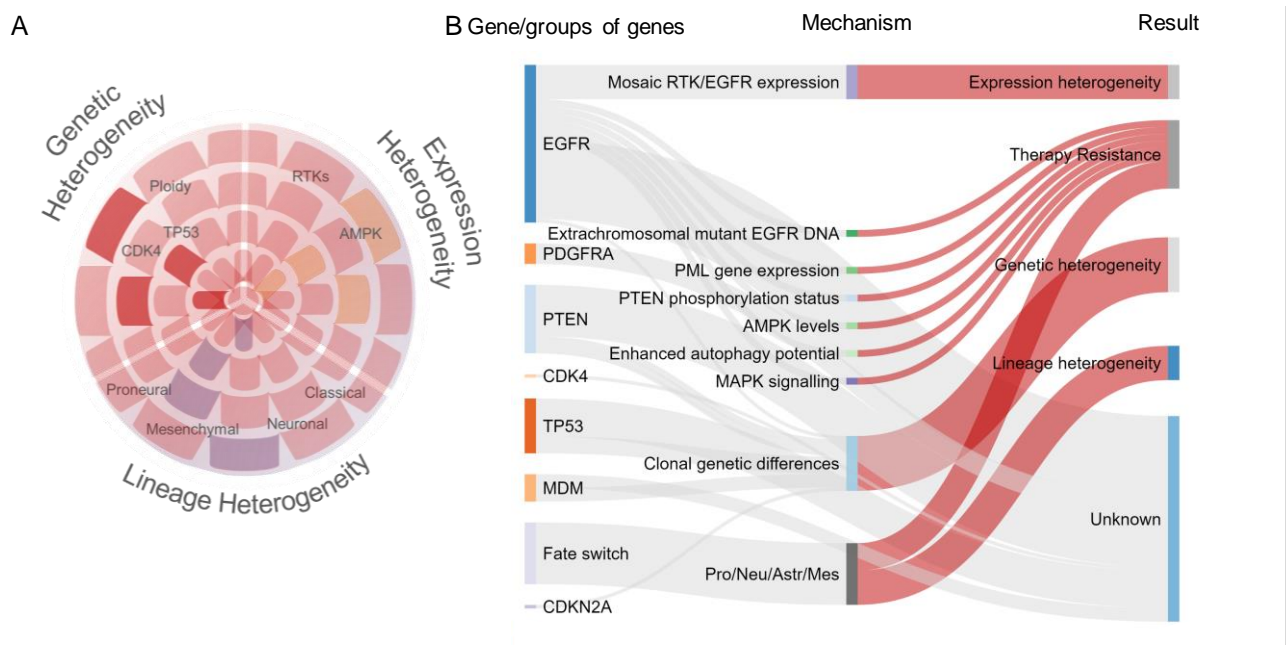 A
Genetic
Heterogeneity
Expression
Heterogeneity
Ploidy
RTKs
TP53
CDK4
AMPK
Proneural
Classical
Mesenchymal
Neuronal
Lineage Heterogeneity
B Gene/groups of genes
Mechanism
Result
EGFR
PDGFRA
PTEN
CDK4
TP53
MDM
Fate switch
CDKN2A
Mosaic RTK/EGFR expression
Extrachromosomal mutant EGFR DNA
PML gene expression
PTEN phosphorylation status
AMPK levels
Enhanced autophagy potential
MAPK signalling
Clonal genetic differences
Pro/Neu/Astr/Mes
Expression heterogeneity
Therapy Resistance
Genetic heterogeneity
Lineage heterogeneity
Unknown